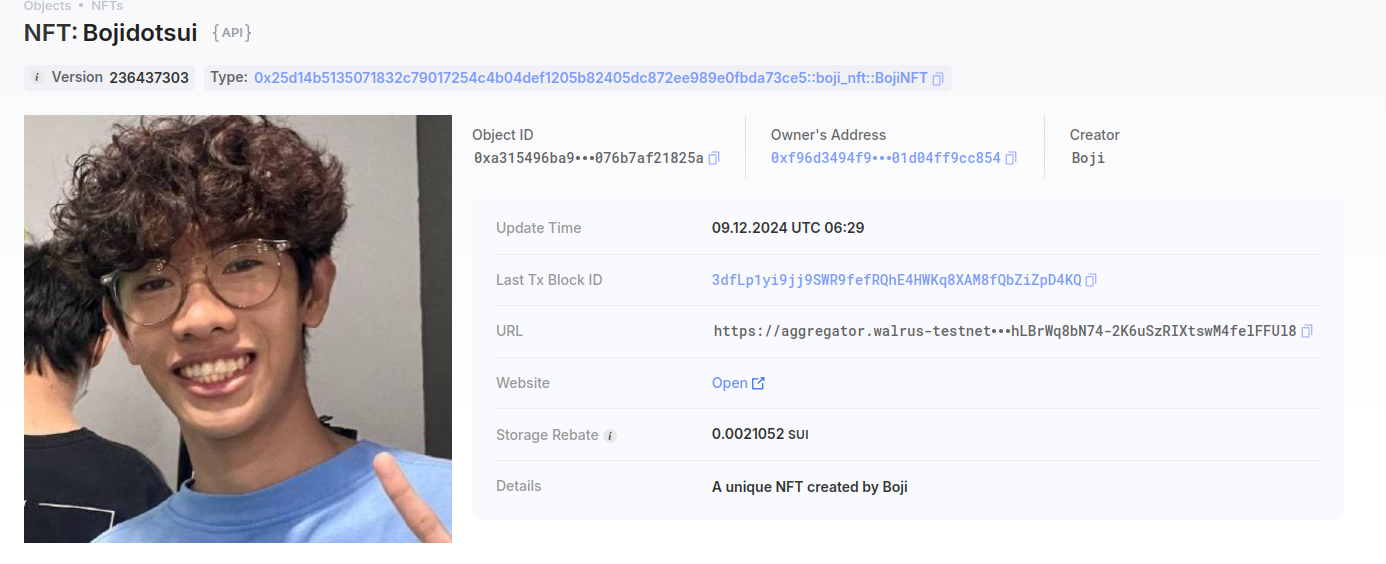 Objects • NFTs
NFT: Bojidotsui {API}
i Version 236437303 Type: 0x25d14b5135071832c79017254c4b04def1205b82405dc872ee989e0fbda73ce5::boji_nft::BojiNFT
Object ID
0xa315496ba9•••076b7af21825a
Owner's Address
0xf96d3494f9•••01d04ff9cc854
Creator
Boji
Update Time 09.12.2024 UTC 06:29
Last Tx Block ID 3dfLp1yi9jj9SWR9fefRQhE4HWKq8XAM8fQbZiZpD4KQ
URL https://aggregator.walrus-testnet•••hLBrWq8bN74-2K6uSzRIXtswM4felFFUl8
Website Open
Storage Rebate i 0.0021052 SUI
Details A unique NFT created by Boji